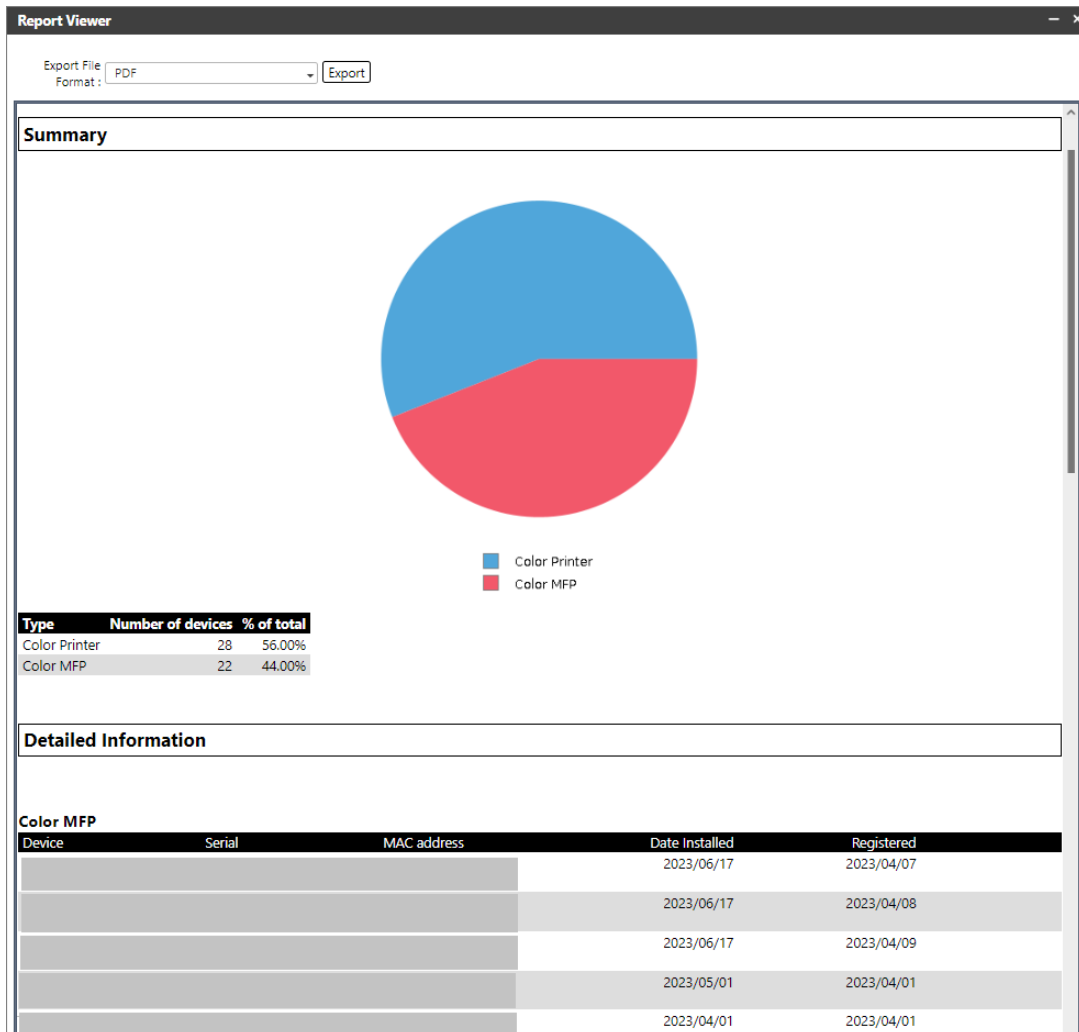 Report Viewer
Export File Format : PDF Export
Summary
Color Printer
Color MFP
Type Number of devices % of total
Color Printer 28 56.00%
Color MFP 22 44.00%
Detailed Information
Color MFP
Device Serial MAC address Date Installed Registered
2023/06/17 2023/04/07
2023/06/17 2023/04/08
2023/06/17 2023/04/09
2023/05/01 2023/04/01
2023/04/01 2023/04/01